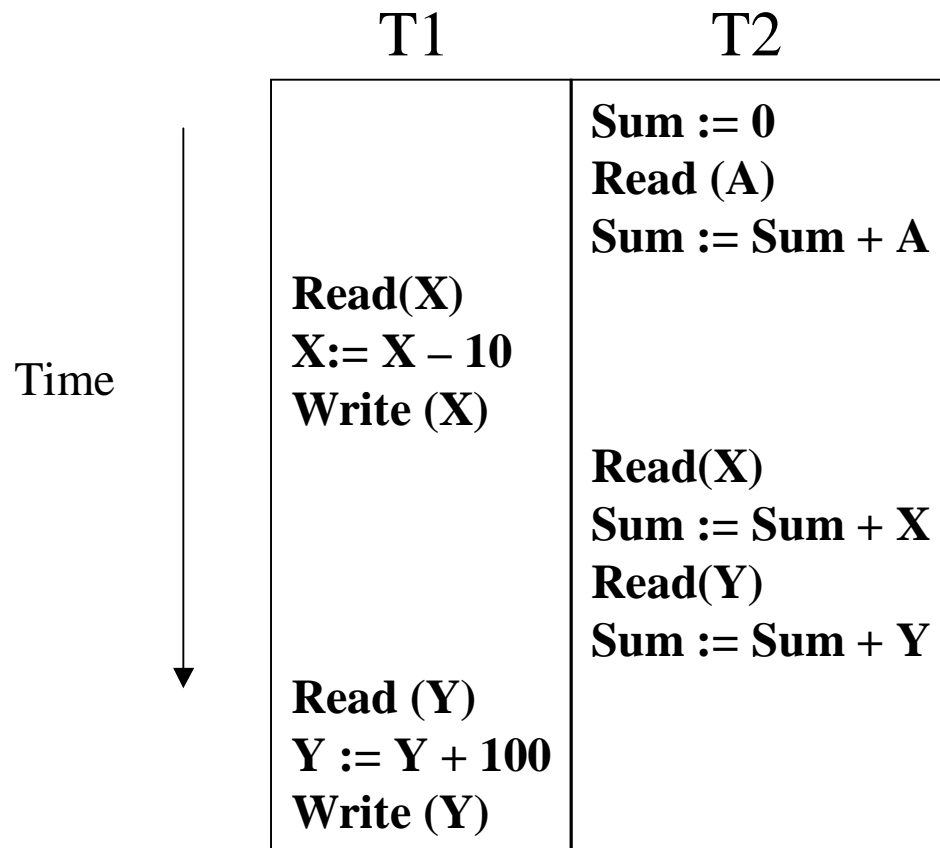 T1 T2
Sum := 0
Read (A)
Sum := Sum + A
Read(X)
X:= X – 10
Time
Write (X)
Read(X)
Sum := Sum + X
Read(Y)
Sum := Sum + Y
Read (Y)
Y := Y + 100
Write (Y)